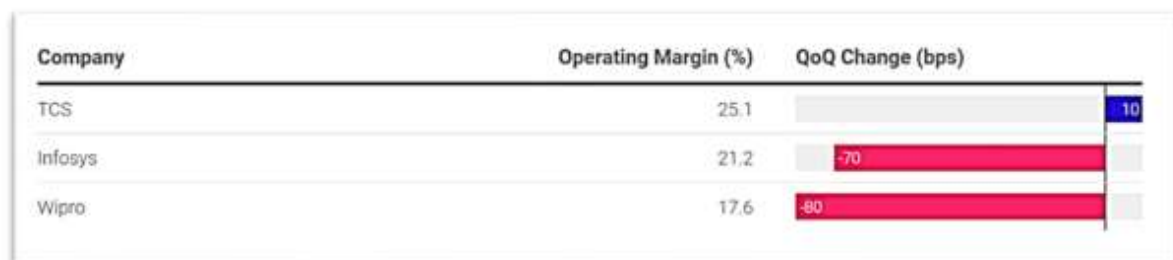 Company Operating Margin (%) QoQ Change (bps)
TCS 25.1 10
Infosys 21.2 -70
Wipro 17.6 -80